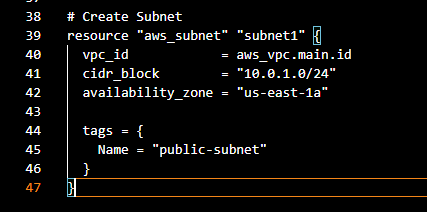 38 # Create Subnet
39 resource "aws_subnet" "subnet1" {
40   vpc_id            = aws_vpc.main.id
41   cidr_block        = "10.0.1.0/24"
42   availability_zone = "us-east-1a"
43
44   tags = {
45     Name = "public-subnet"
46   }
47 }